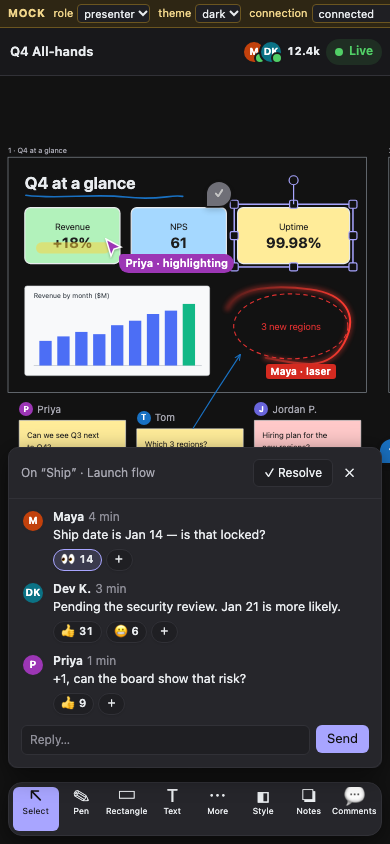 MOCK role presenter theme dark connection connected
Q4 All-hands M DK 12.4k Live
1 · Q4 at a glance
Q4 at a glance
Revenue
+18%
NPS
61
Uptime
99.98%
Priya · highlighting
Revenue by month ($M)
3 new regions
Maya · laser
P Priya
T Tom
J Jordan P.
Can we see Q3 next
to Q4?
Which 3 regions?
Hiring plan for the
new regions?
On “Ship” · Launch flow
✓ Resolve ✕
M Maya 4 min
Ship date is Jan 14 — is that locked?
👀 14 +
DK Dev K. 3 min
Pending the security review. Jan 21 is more likely.
👍 31 😁 6 +
P Priya 1 min
+1, can the board show that risk?
👍 9 +
Reply...
Send
Select Pen Rectangle Text More Style Notes Comments